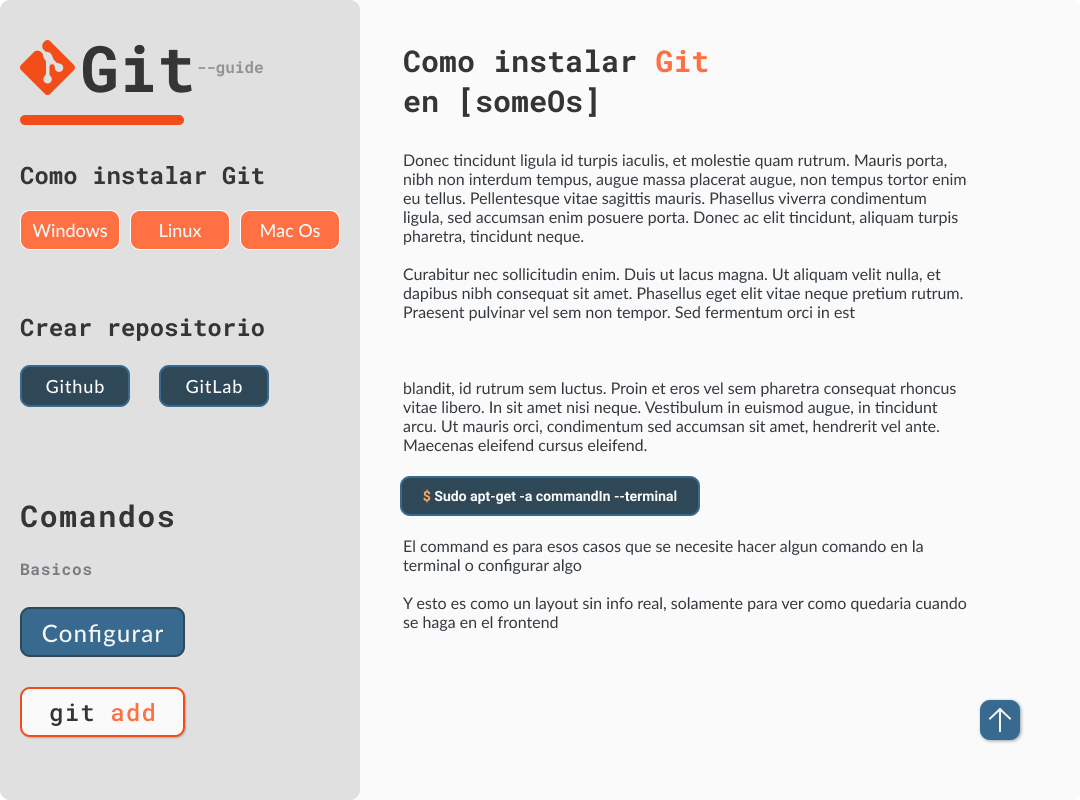 Git --guide
Como instalar Git
Windows
Linux
Mac Os
Crear repositorio
Github
GitLab
Comandos
Basicos
Configurar
git add
Como instalar Git
en [someOs]
Donec tincidunt ligula id turpis iaculis, et molestie quam rutrum. Mauris porta,
nibh non interdum tempus, augue massa placerat augue, non tempus tortor enim
eu tellus. Pellentesque vitae sagittis mauris. Phasellus viverra condimentum
ligula, sed accumsan enim posuere porta. Donec ac elit tincidunt, aliquam turpis
pharetra, tincidunt neque.
Curabitur nec sollicitudin enim. Duis ut lacus magna. Ut aliquam velit nulla, et
dapibus nibh consequat sit amet. Phasellus eget elit vitae neque pretium rutrum.
Praesent pulvinar vel sem non tempor. Sed fermentum orci in est
blandit, id rutrum sem luctus. Proin et eros vel sem pharetra consequat rhoncus
vitae libero. In sit amet nisi neque. Vestibulum in euismod augue, in tincidunt
arcu. Ut mauris orci, condimentum sed accumsan sit amet, hendrerit vel ante.
Maecenas eleifend cursus eleifend.
$ Sudo apt-get -a commandIn --terminal
El command es para esos casos que se necesite hacer algun comando en la
terminal o configurar algo
Y esto es como un layout sin info real, solamente para ver como quedaria cuando
se haga en el frontend